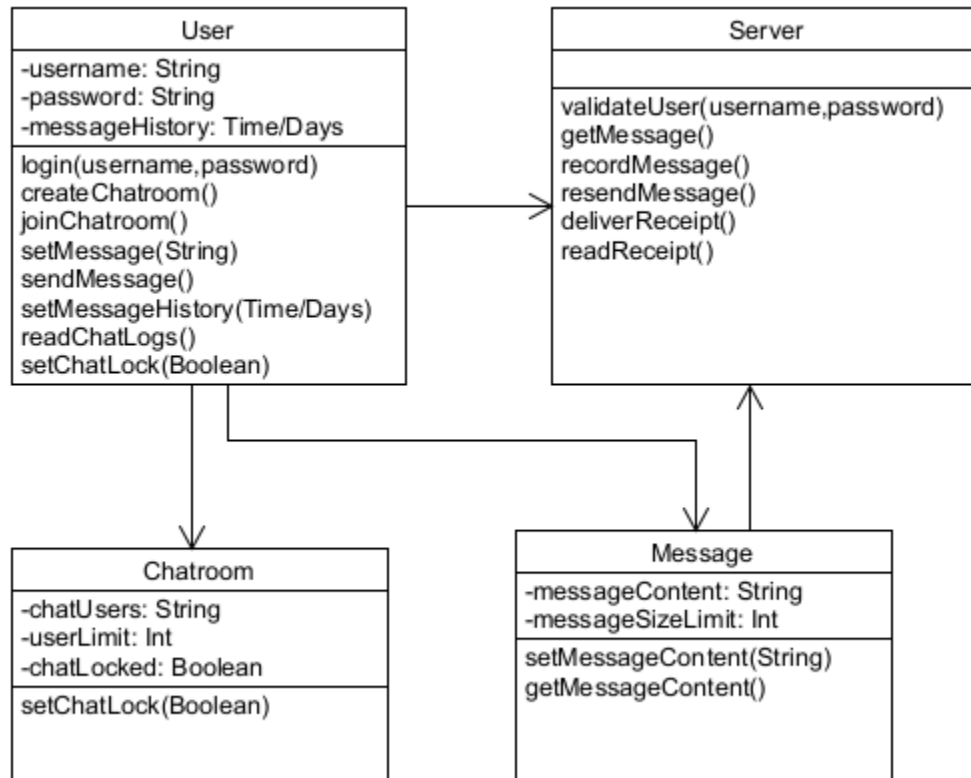 User
-username: String
-password: String
-messageHistory: Time/Days
login(username,password)
createChatroom()
joinChatroom()
setMessage(String)
sendMessage()
setMessageHistory(Time/Days)
readChatLogs()
setChatLock(Boolean)
Server
validateUser(username,password)
getMessage()
recordMessage()
resendMessage()
deliverReceipt()
readReceipt()
Chatroom
-chatUsers: String
-userLimit: Int
-chatLocked: Boolean
setChatLock(Boolean)
Message
-messageContent: String
-messageSizeLimit: Int
setMessageContent(String)
getMessageContent()